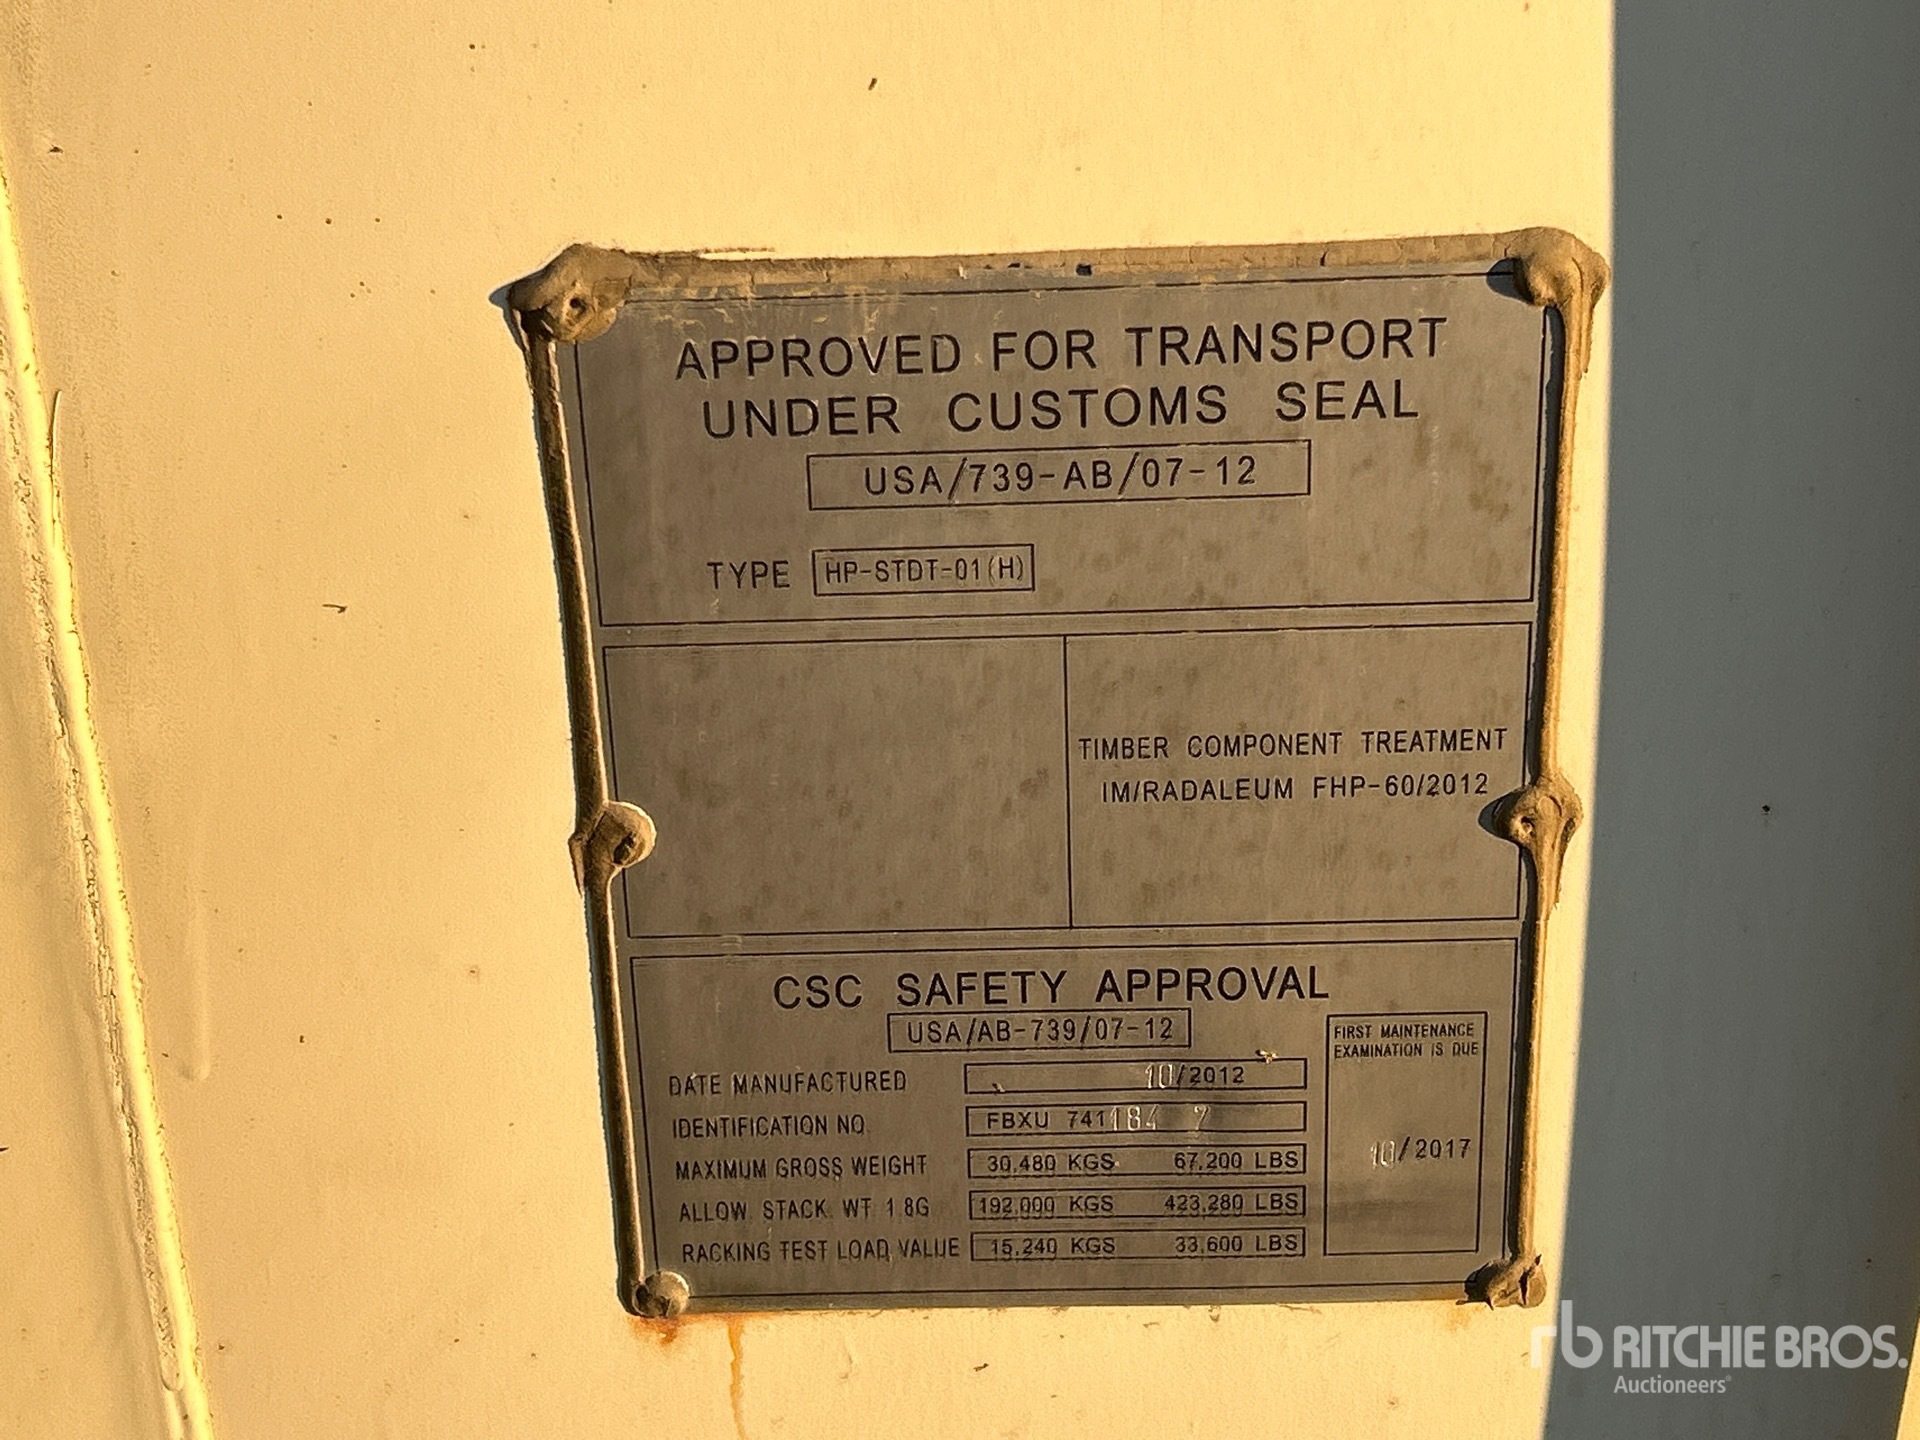 APPROVED FOR TRANSPORT
UNDER CUSTOMS SEAL
USA/739-AB/07-12
TYPE HP-STDT-01(H)
TIMBER COMPONENT TREATMENT
IM/RADALEUM FHP-60/2012
CSC SAFETY APPROVAL
USA/AB-739/07-12
FIRST MAINTENANCE
EXAMINATION IS DUE
10/2017
DATE MANUFACTURED 10/2012
IDENTIFICATION NO. FBXU 741184 7
MAXIMUM GROSS WEIGHT 30,480 KGS 67,200 LBS
ALLOW. STACK. WT 1.8G 192,000 KGS 423,280 LBS
RACKING TEST LOAD VALUE 15,240 KGS 33,600 LBS
rb RITCHIE BROS.
Auctioneers®